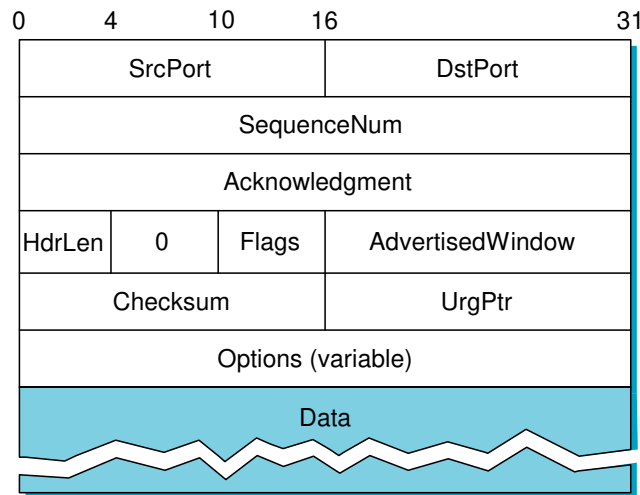 0 4 10 16 31
SrcPort DstPort
SequenceNum
Acknowledgment
HdrLen 0 Flags AdvertisedWindow
Checksum UrgPtr
Options (variable)
Data